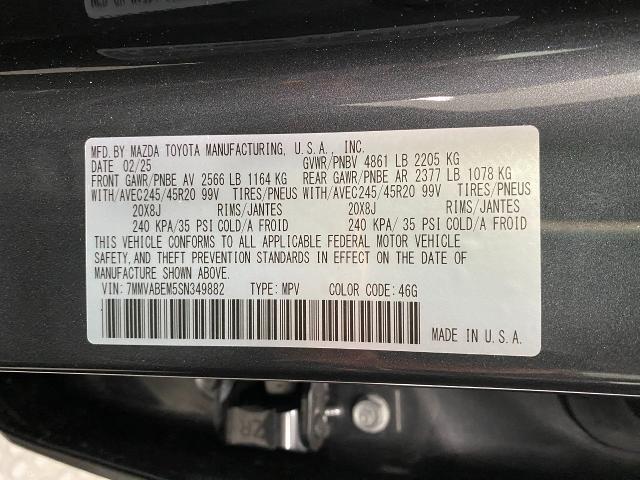 MFD. BY MAZDA TOYOTA MANUFACTURING, U.S.A., INC.
DATE 02/25 GVWR/PNBV 4861 LB 2205 KG
FRONT GAWR/PNBE AV 2566 LB 1164 KG REAR GAWR/PNBE AR 2377 LB 1078 KG
WITH/AVEC245/45R20 99V TIRES/PNEUS WITH/AVEC245/45R20 99V TIRES/PNEUS
20X8J RIMS/JANTES 20X8J RIMS/JANTES
240 KPA/ 35 PSI COLD/A FROID 240 KPA/ 35 PSI COLD/A FROID
THIS VEHICLE CONFORMS TO ALL APPLICABLE FEDERAL MOTOR VEHICLE
SAFETY, AND THEFT PREVENTION STANDARDS IN EFFECT ON THE DATE OF
MANUFACTURE SHOWN ABOVE.
VIN: 7MMVABEM5SN349882 TYPE: MPV COLOR CODE: 46G
MADE IN U.S.A.